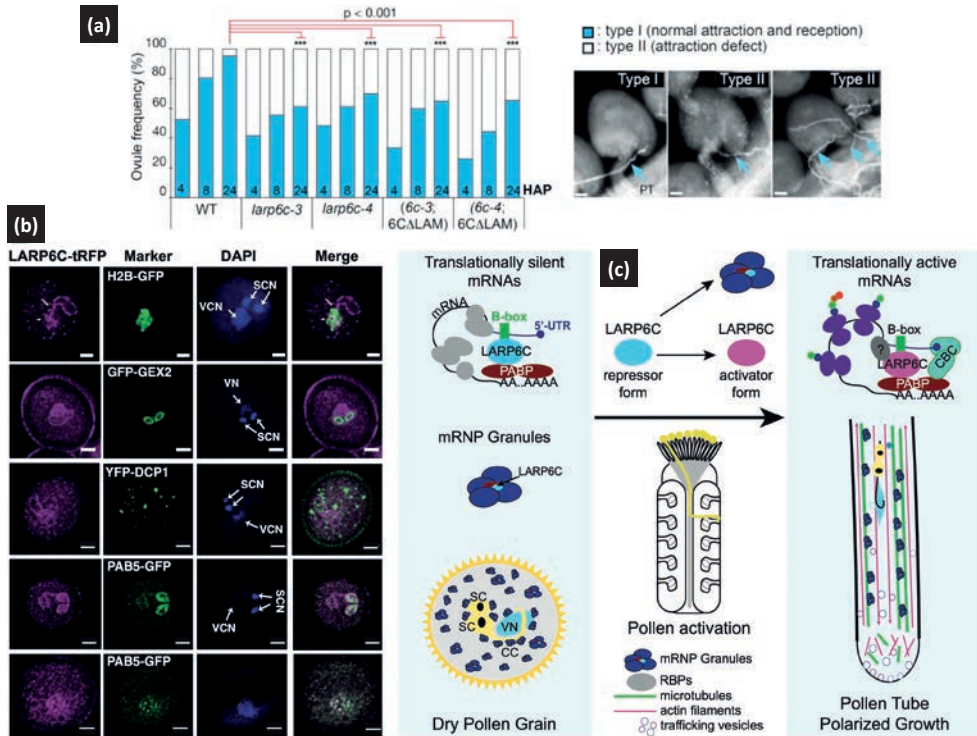 (a)
p < 0.001
*** *** *** ***
Ovule frequency (%)
100
80
60
40
20
0
4 8 24 4 8 24 4 8 24 4 8 24 4 8 24 HAP
WT larp6c-3 larp6c-4 (6c-3; 6CΔLAM) (6c-4; 6CΔLAM)
: type I (normal attraction and reception)
: type II (attraction defect)
Type I Type II Type II
PT
(b)
LARP6C-tRFP Marker DAPI Merge
H2B-GFP
VCN
SCN
GFP-GEX2
VN
SCN
YFP-DCP1
SCN
VCN
PAB5-GFP
VCN
SCN
PAB5-GFP
(c)
Translationally silent
mRNAs
mRNA
B-box
5'-UTR
LARP6C
PABP
AA..AAAA
mRNP Granules
LARP6C
SC
SC
VN
CC
Dry Pollen Grain
LARP6C
repressor
form
LARP6C
activator
form
Pollen activation
mRNP Granules
RBPs
microtubules
actin filaments
trafficking vesicles
Translationally active
mRNAs
B-box
?
LARP6C
CBC
PABP
AA..AAAA
Pollen Tube
Polarized Growth